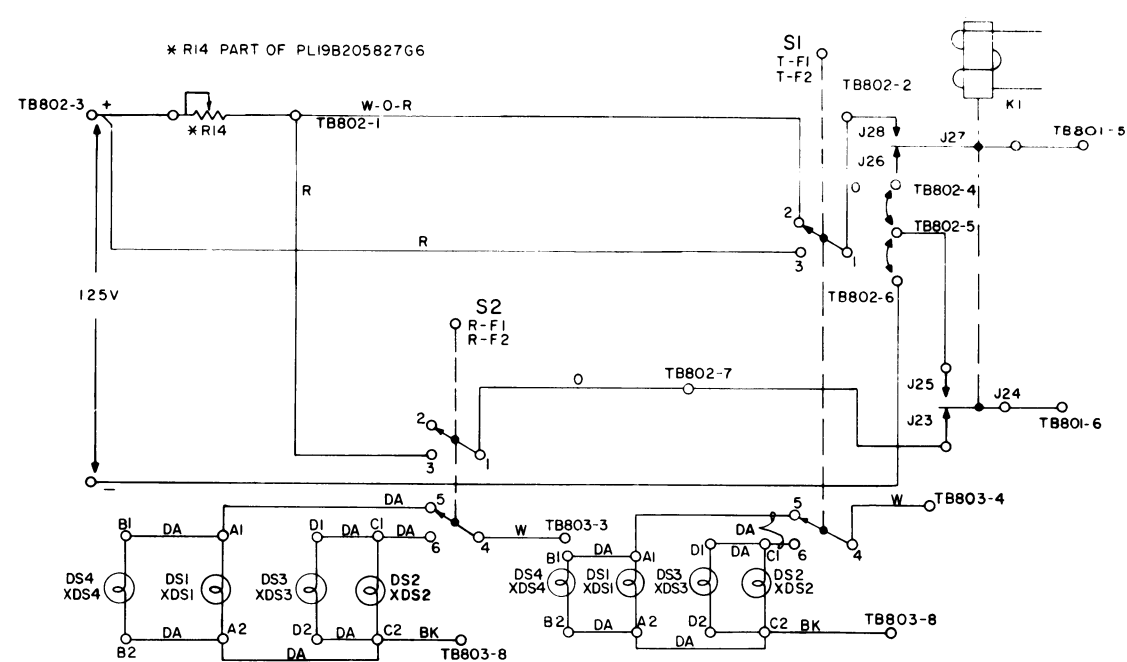 * R14 PART OF PL19B205827G6
S1
T-F1
T-F2
TB802-2
K1
TB802-3
+
* R14
TB802-1
W-O-R
J28
J27
TB801-5
J26
R
O
TB802-4
2
TB802-5
R
3
1
125V
TB802-6
S2
R-F1
R-F2
O
TB802-7
J25
J24
J23
TB801-6
2
3
1
–
DA
5
W
TB803-4
B1
DA
A1
D1
DA
C1
DA
6
4
W
TB803-3
5
DA
6
4
B1
DA
A1
D1
DA
C1
DS4
XDS4
DS1
XDS1
DS3
XDS3
DS2
XDS2
DS4
XDS4
DS1
XDS1
DS3
XDS3
DS2
XDS2
B2
DA
A2
D2
DA
C2
BK
TB803-8
DA
B2
DA
A2
D2
DA
C2
BK
TB803-8
DA